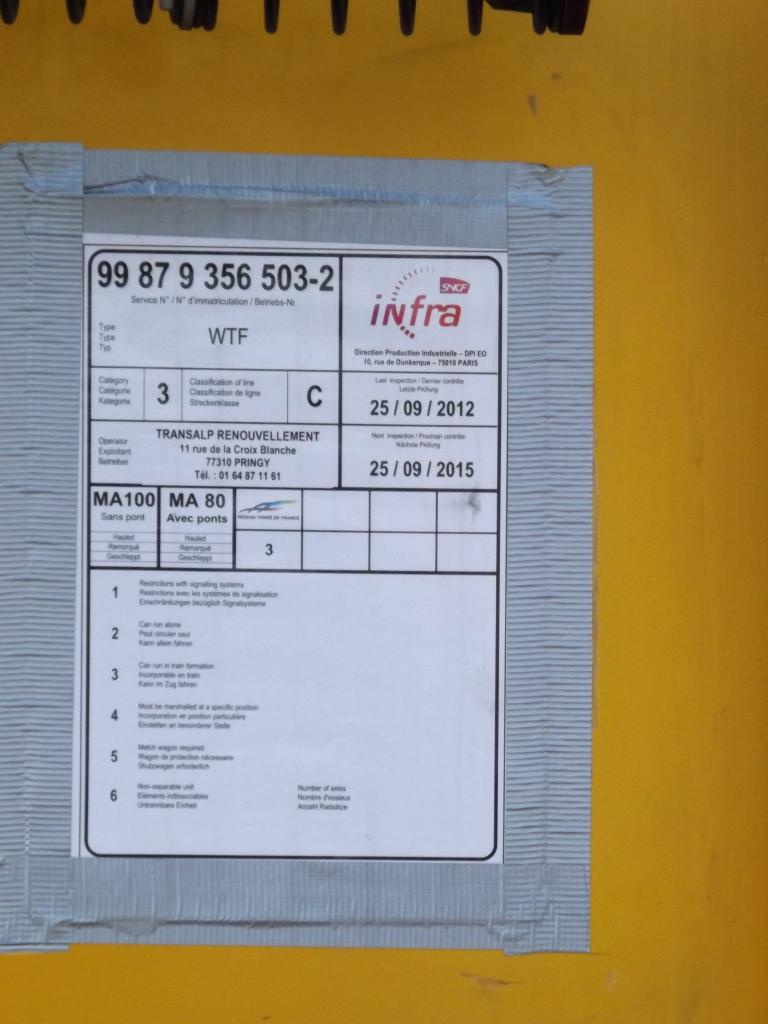 99 87 9 356 503-2
Service N° / N° d'immatriculation / Betriebs-Nr.
Type
Type
Typ
WTF
SNCF
infra
Direction Production Industrielle – DPI EO
10, rue de Dunkerque – 75010 PARIS
Category
Catégorie
Kategorie
3
Classification of line
Classification de ligne
Streckenklasse
C
Last inspection / Dernier contrôle
Letzte Prüfung
25 / 09 / 2012
Operator
Exploitant
Betreiber
TRANSALP RENOUVELLEMENT
11 rue de la Croix Blanche
77310 PRINGY
Tél. : 01 64 87 11 61
Next inspection / Prochain contrôle
Nächste Prüfung
25 / 09 / 2015
MA100
Sans pont
Hauled
Remorqué
Geschleppt
MA 80
Avec ponts
Hauled
Remorqué
Geschleppt
RÉSEAU FERRÉ DE FRANCE
3
1
Restrictions with signalling systems
Restrictions avec les systèmes de signalisation
Einschränkungen bezüglich Signalsysteme
2
Can run alone
Peut circuler seul
Kann allein fahren
3
Can run in train formation
Incorporable en train
Kann im Zug fahren
4
Must be marshalled at a specific position
Incorporation en position particulière
Einstellen an besonderer Stelle
5
Match wagon required
Wagon de protection nécessaire
Shutzwagen erforderlich
6
Non-separable unit
Eléments indissociables
Untrennbare Einheit
Number of axles
Nombre d'essieux
Anzahl Radsätze